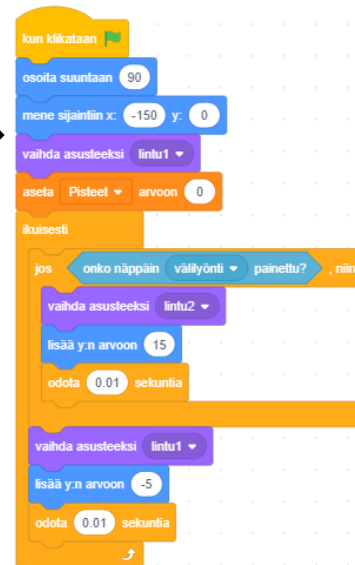 kun klikataan
osoita suuntaan 90
mene sijaintiin x: -150 y: 0
vaihda asusteeksi lintu1
aseta Pisteet arvoon 0
ikuisesti
jos onko näppäin välilyönti painettu? , niin
vaihda asusteeksi lintu2
lisää y:n arvoon 15
odota 0.01 sekuntia
vaihda asusteeksi lintu1
lisää y:n arvoon -5
odota 0.01 sekuntia